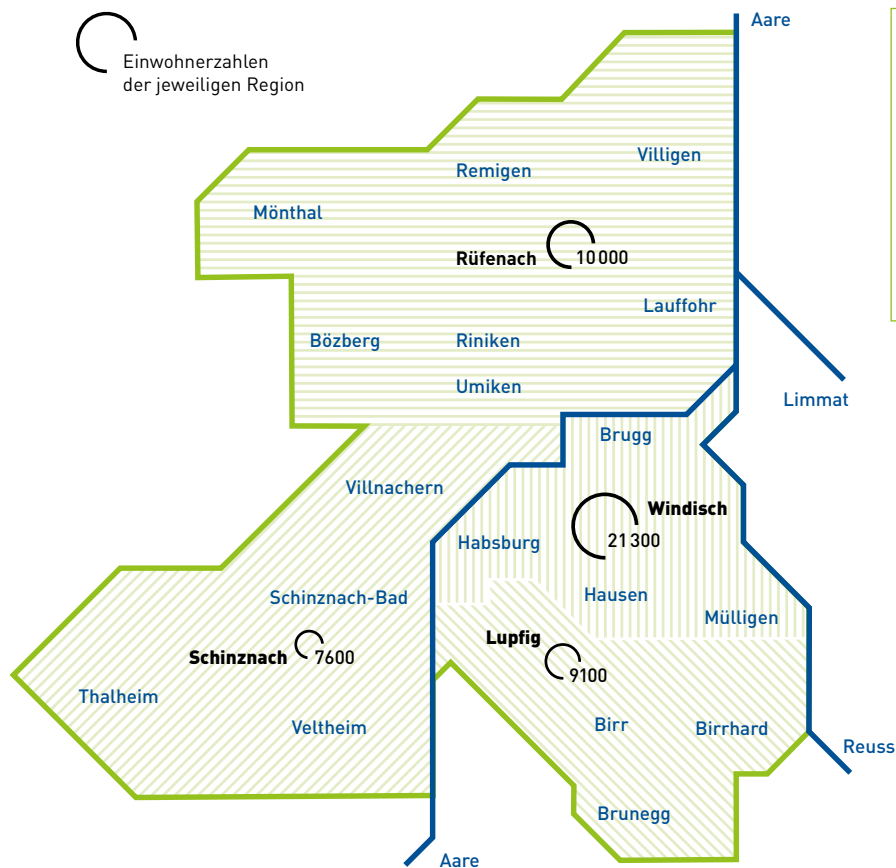 Aare
Einwohnerzahlen
der jeweiligen Region
Villigen
Remigen
Mönthal
Rüfenach
10 000
Lauffohr
Bözberg
Riniken
Umiken
Limmat
Brugg
Villnachern
Windisch
21 300
Habsburg
Hausen
Schinznach-Bad
Mülligen
Lupfig
9100
Schinznach
7600
Thalheim
Veltheim
Birr
Birrhard
Reuss
Brunegg
Aare